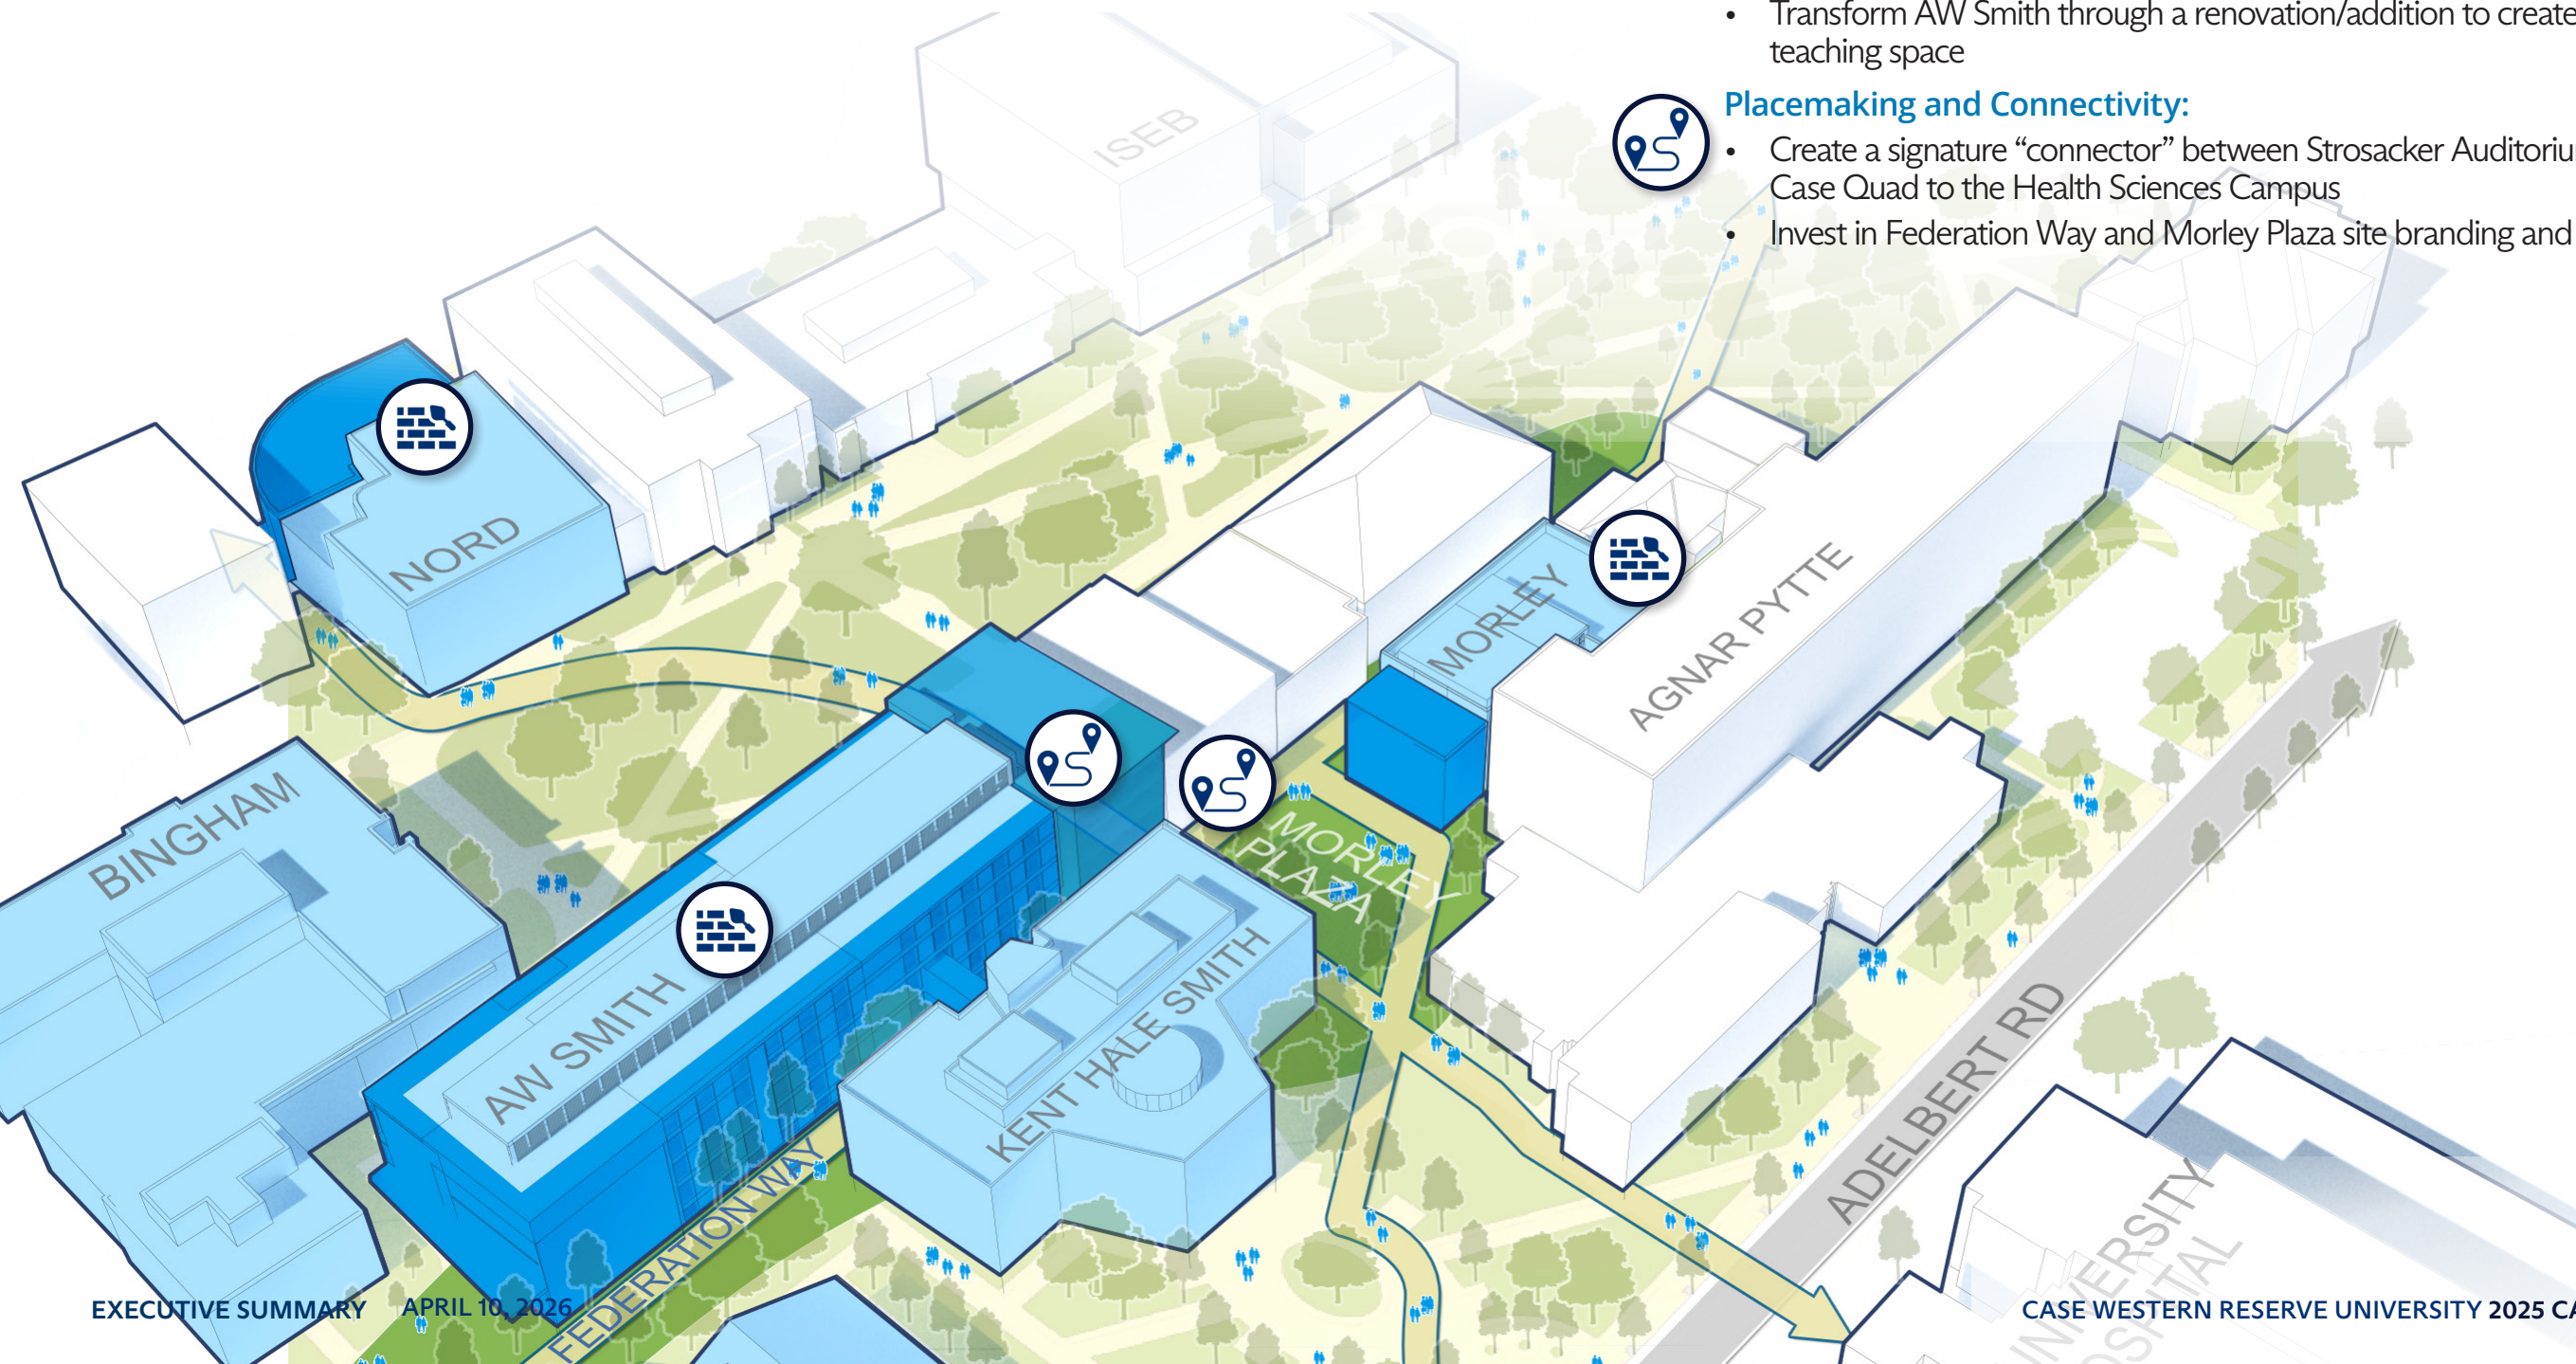 • Transform AW Smith through a renovation/addition to create
teaching space
Placemaking and Connectivity:
• Create a signature “connector” between Strosacker
Case Quad to the Health Sciences Campus
• Invest in Federation Way and Morley Plaza site branding and
ISEB
NORD
MORLEY
AGNAR PYTTE
BINGHAM
MORLEY
PLAZA
AW SMITH
KENT HALE SMITH
FEDERATION WAY
ADELBERT RD
EXECUTIVE SUMMARY APRIL 10, 2026
CASE WESTERN RESERVE UNIVERSITY 2025